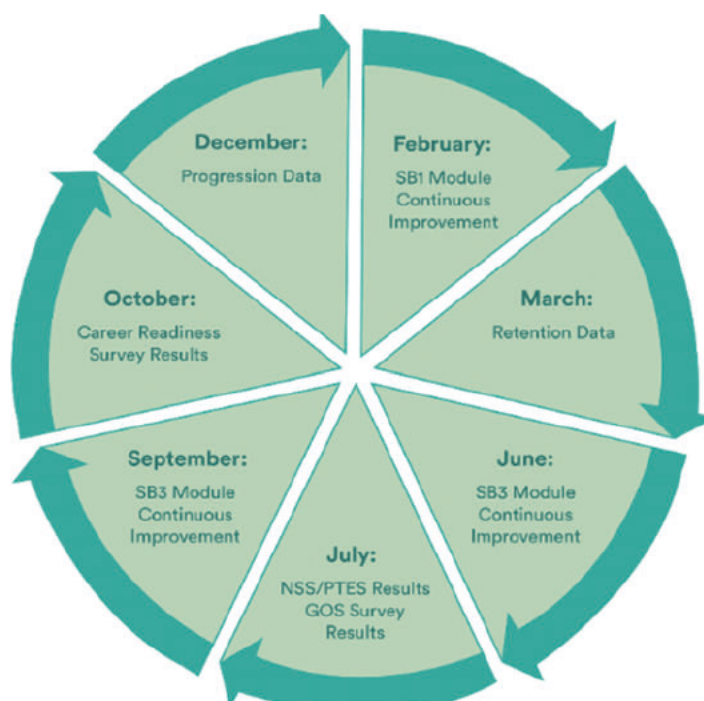 December:
Progression Data
February:
SB1 Module
Continuous
Improvement
March:
Retention Data
June:
SB3 Module
Continuous
Improvement
July:
NSS/PTES Results
GOS Survey
Results
September:
SB3 Module
Continuous
Improvement
October:
Career Readiness
Survey Results